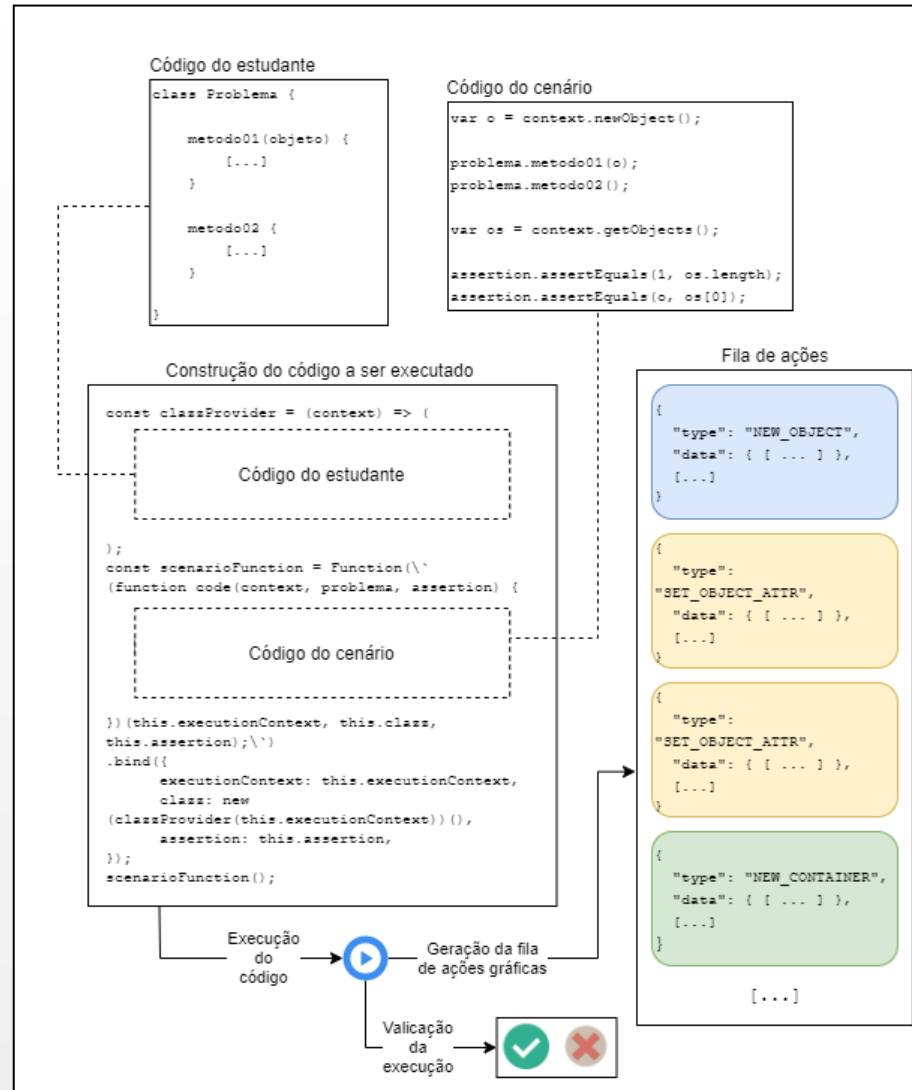 Código do estudante
class Problema {
metodo01(objeto) {
[...]
}
metodo02 {
[...]
}
}
Código do cenário
var o = context.newObject();
problema.metodo01(o);
problema.metodo02();
var os = context.getObjects();
assertion.assertEquals(1, os.length);
assertion.assertEquals(o, os[0]);
Construção do código a ser executado
const clazzProvider = (context) => (
Código do estudante
);
const scenarioFunction = Function(\`
(function code(context, problema, assertion) {
Código do cenário
})(this.executionContext, this.clazz,
this.assertion);\`)
.bind({
executionContext: this.executionContext,
clazz: new
(clazzProvider(this.executionContext))(),
assertion: this.assertion,
});
scenarioFunction();
Fila de ações
{
"type": "NEW_OBJECT",
"data": { [ ... ] },
[...]
}
{
"type":
"SET_OBJECT_ATTR",
"data": { [ ... ] },
[...]
}
{
"type":
"SET_OBJECT_ATTR",
"data": { [ ... ] },
[...]
}
{
"type": "NEW_CONTAINER",
"data": { [ ... ] },
[...]
}
[...]
Execução
do
código
Geração da fila
de ações gráficas
Valicação
da
execução